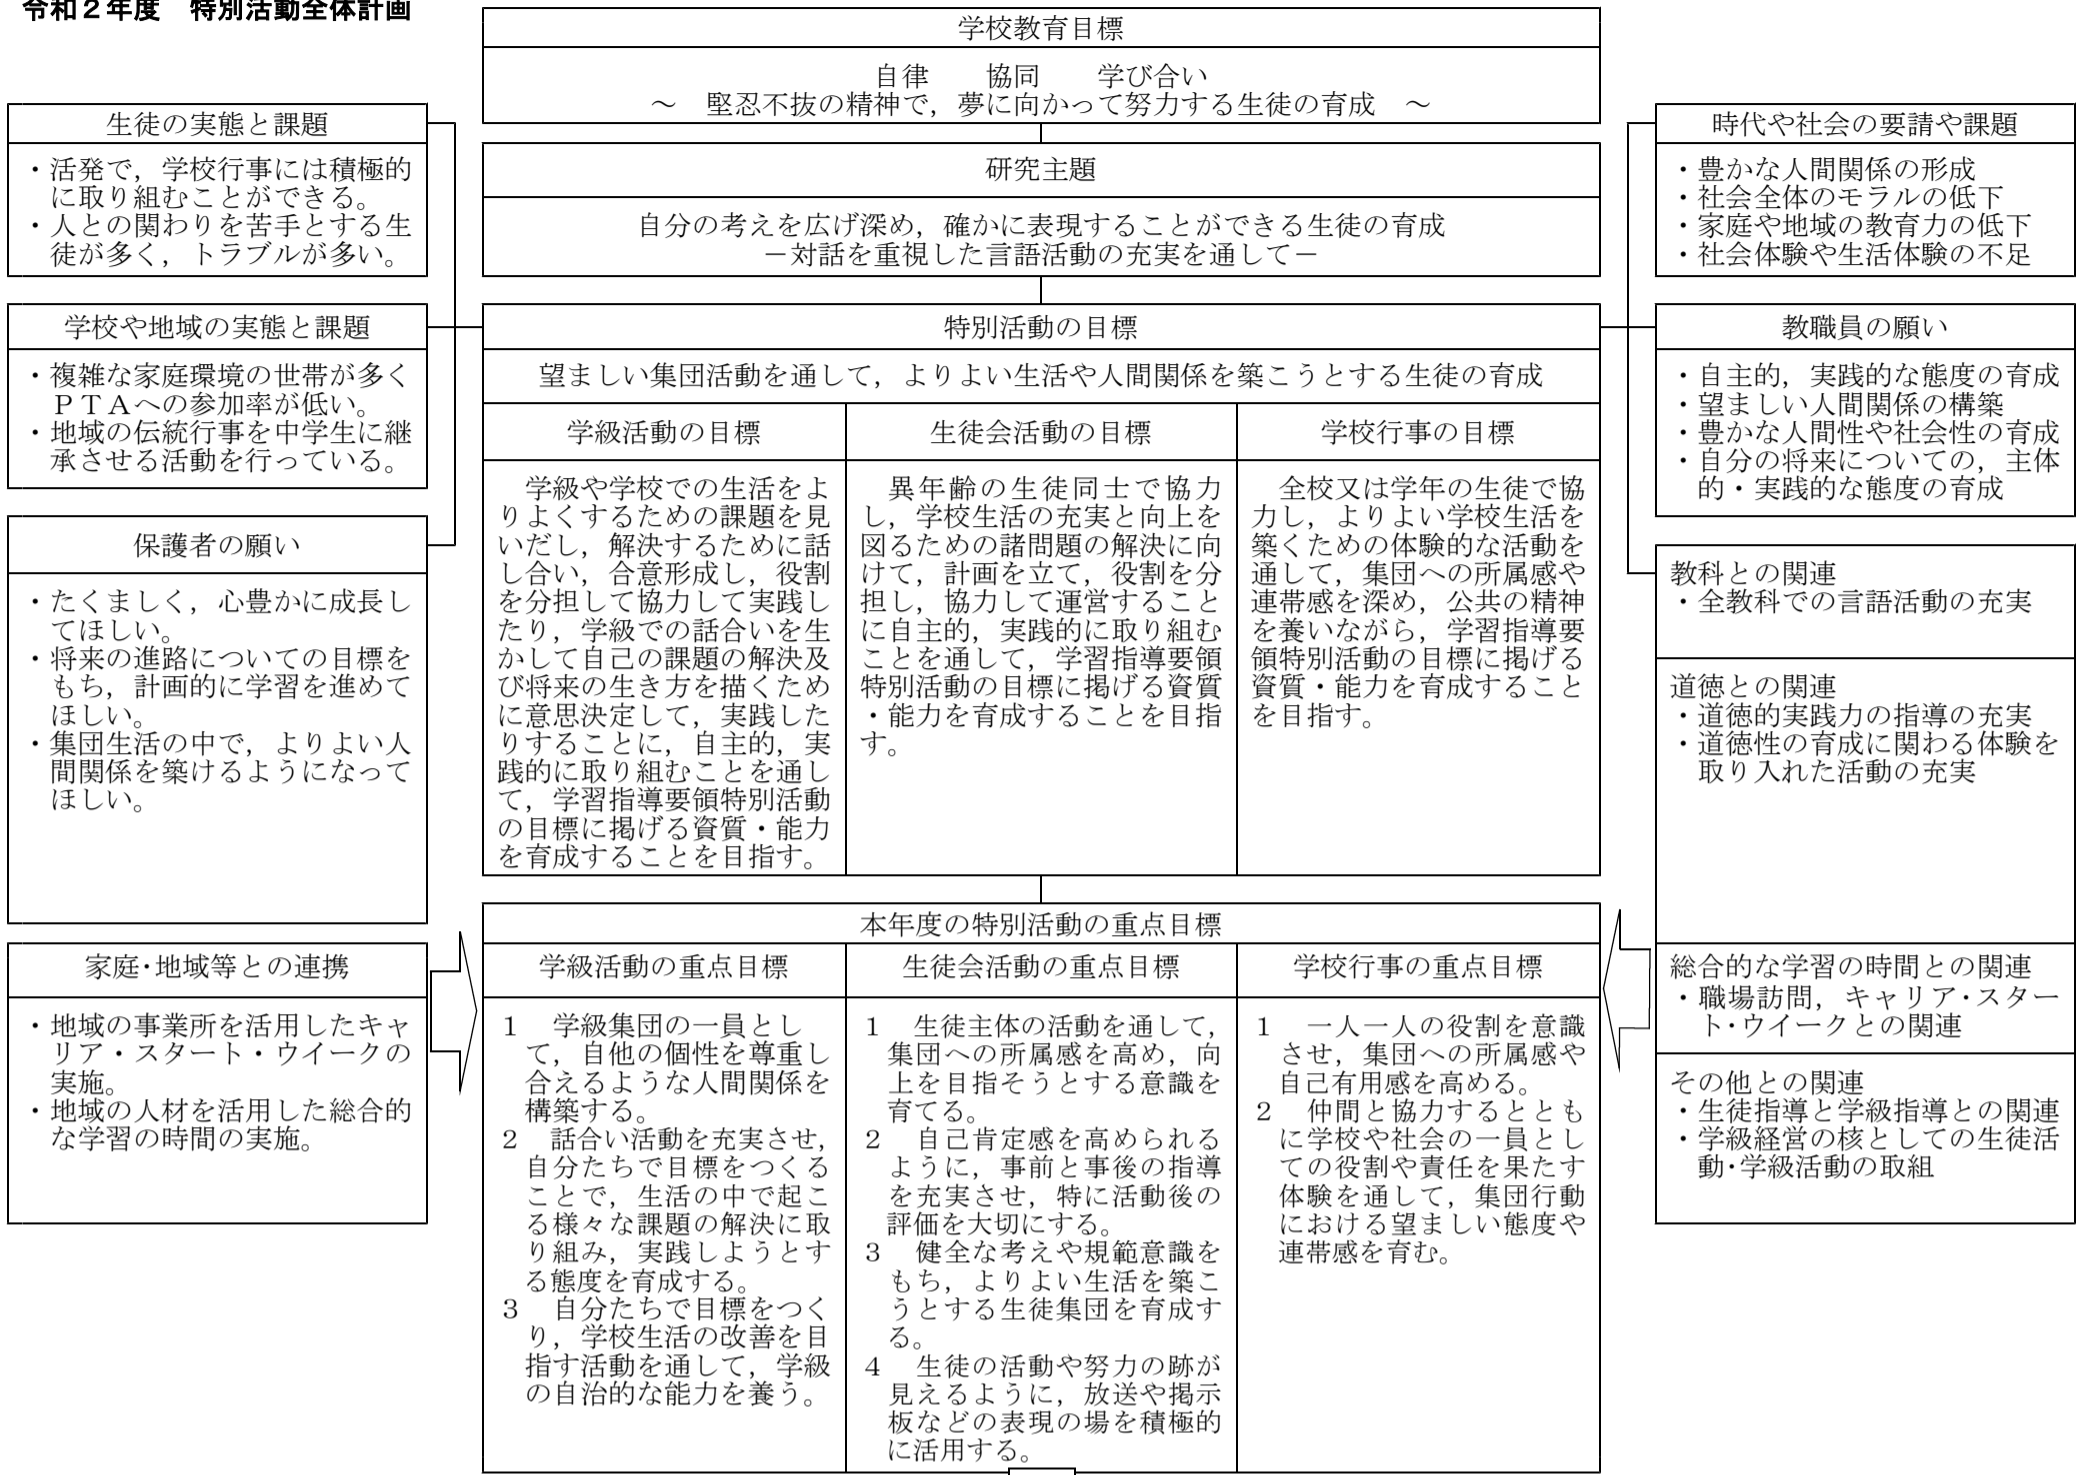 令和２年度　特別活動全体計画
学校教育目標
自律　　協同　　学び合い
～　堅忍不抜の精神で，夢に向かって努力する生徒の育成　～
研究主題
自分の考えを広げ深め，確かに表現することができる生徒の育成
－対話を重視した言語活動の充実を通して－
生徒の実態と課題
・活発で，学校行事には積極的
に取り組むことができる。
・人との関わりを苦手とする生
徒が多く，トラブルが多い。
学校や地域の実態と課題
・複雑な家庭環境の世帯が多く
ＰＴＡへの参加率が低い。
・地域の伝統行事を中学生に継
承させる活動を行っている。
保護者の願い
・たくましく，心豊かに成長し
てほしい。
・将来の進路についての目標を
もち，計画的に学習を進めて
ほしい。
・集団生活の中で，よりよい人
間関係を築けるようになって
ほしい。
家庭･地域等との連携
・地域の事業所を活用したキャ
リア・スタート・ウイークの
実施。
・地域の人材を活用した総合的
な学習の時間の実施。
特別活動の目標
望ましい集団活動を通して，よりよい生活や人間関係を築こうとする生徒の育成
学級活動の目標
学級や学校での生活をよ
りよくするための課題を見
いだし，解決するために話
し合い，合意形成し，役割
を分担して協力して実践し
たり，学級での話合いを生
かして自己の課題の解決及
び将来の生き方を描くため
に意思決定して，実践した
りすることに，自主的，実
践的に取り組むことを通し
て，学習指導要領特別活動
の目標に掲げる資質・能力
を育成することを目指す。
生徒会活動の目標
異年齢の生徒同士で協力
し，学校生活の充実と向上を
図るための諸問題の解決に向
けて，計画を立て，役割を分
担し，協力して運営すること
に自主的，実践的に取り組む
ことを通して，学習指導要領
特別活動の目標に掲げる資質
・能力を育成することを目指
す。
学校行事の目標
全校又は学年の生徒で協
力し，よりよい学校生活を
築くための体験的な活動を
通して，集団への所属感や
連帯感を深め，公共の精神
を養いながら，学習指導要
領特別活動の目標に掲げる
資質・能力を育成すること
を目指す。
本年度の特別活動の重点目標
学級活動の重点目標
１　学級集団の一員とし
て，自他の個性を尊重し
合えるような人間関係を
構築する。
２　話合い活動を充実させ，
自分たちで目標をつくる
ことで，生活の中で起こ
る様々な課題の解決に取
り組み，実践しようとす
る態度を育成する。
３　自分たちで目標をつく
り，学校生活の改善を目
指す活動を通して，学級
の自治的な能力を養う。
生徒会活動の重点目標
１　生徒主体の活動を通して，
集団への所属感を高め，向
上を目指そうとする意識を
育てる。
２　自己肯定感を高められる
ように，事前と事後の指導
を充実させ，特に活動後の
評価を大切にする。
３　健全な考えや規範意識を
もち，よりよい生活を築こ
うとする生徒集団を育成す
る。
４　生徒の活動や努力の跡が
見えるように，放送や掲示
板などの表現の場を積極的
に活用する。
学校行事の重点目標
１　一人一人の役割を意識
させ，集団への所属感や
自己有用感を高める。
２　仲間と協力するととも
に学校や社会の一員とし
ての役割や責任を果たす
体験を通して，集団行動
における望ましい態度や
連帯感を育む。
時代や社会の要請や課題
・豊かな人間関係の形成
・社会全体のモラルの低下
・家庭や地域の教育力の低下
・社会体験や生活体験の不足
教職員の願い
・自主的，実践的な態度の育成
・望ましい人間関係の構築
・豊かな人間性や社会性の育成
・自分の将来についての，主体
的・実践的な態度の育成
教科との関連
・全教科での言語活動の充実
道徳との関連
・道徳的実践力の指導の充実
・道徳性の育成に関わる体験を
取り入れた活動の充実
総合的な学習の時間との関連
・職場訪問，キャリア･スター
ト･ウイークとの関連
その他との関連
・生徒指導と学級指導との関連
・学級経営の核としての生徒活
動･学級活動の取組